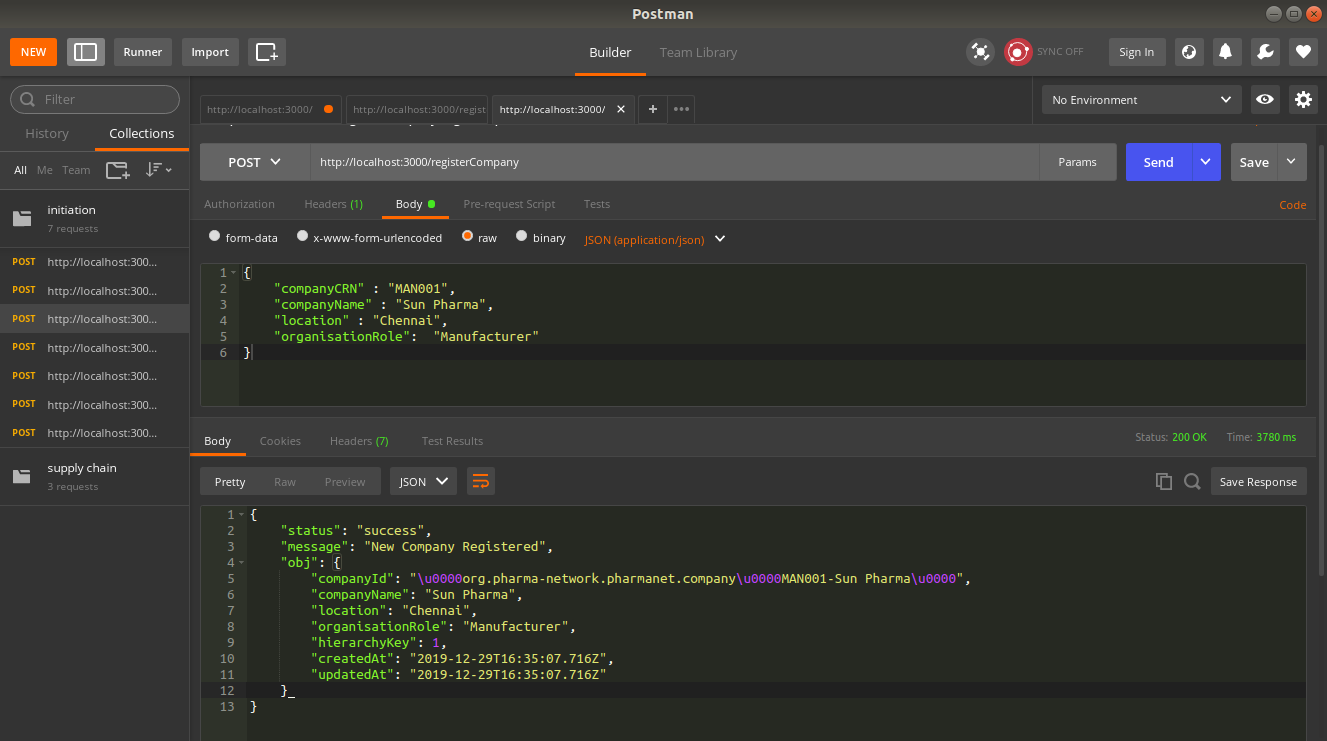 Postman
NEW
Runner
Import
Builder
Team Library
SYNC OFF
Sign In
Filter
History
Collections
All Me Team
initiation
7 requests
POST http://localhost:300...
POST http://localhost:300...
POST http://localhost:300...
POST http://localhost:300...
POST http://localhost:300...
POST http://localhost:300...
POST http://localhost:300...
supply chain
3 requests
http://localhost:3000/
http://localhost:3000/regist
http://localhost:3000/ ✕
+
•••
No Environment
POST
http://localhost:3000/registerCompany
Params
Send
Save
Authorization
Headers (1)
Body
Pre-request Script
Tests
Code
form-data
x-www-form-urlencoded
raw
binary
JSON (application/json)
1 {
2 "companyCRN" : "MAN001",
3 "companyName" : "Sun Pharma",
4 "location" : "Chennai",
5 "organisationRole":  "Manufacturer"
6 }
Body
Cookies
Headers (7)
Test Results
Status: 200 OK
Time: 3780 ms
Pretty
Raw
Preview
JSON
Save Response
1 {
2 "status": "success",
3 "message": "New Company Registered",
4 "obj": {
5 "companyId": "\u0000org.pharma-network.pharmanet.company\u0000MAN001-Sun Pharma\u0000",
6 "companyName": "Sun Pharma",
7 "location": "Chennai",
8 "organisationRole": "Manufacturer",
9 "hierarchyKey": 1,
10 "createdAt": "2019-12-29T16:35:07.716Z",
11 "updatedAt": "2019-12-29T16:35:07.716Z"
12 }
13 }